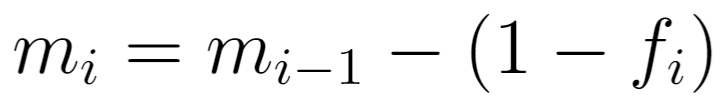 $m_i = m_{i-1} - (1 - f_i)$